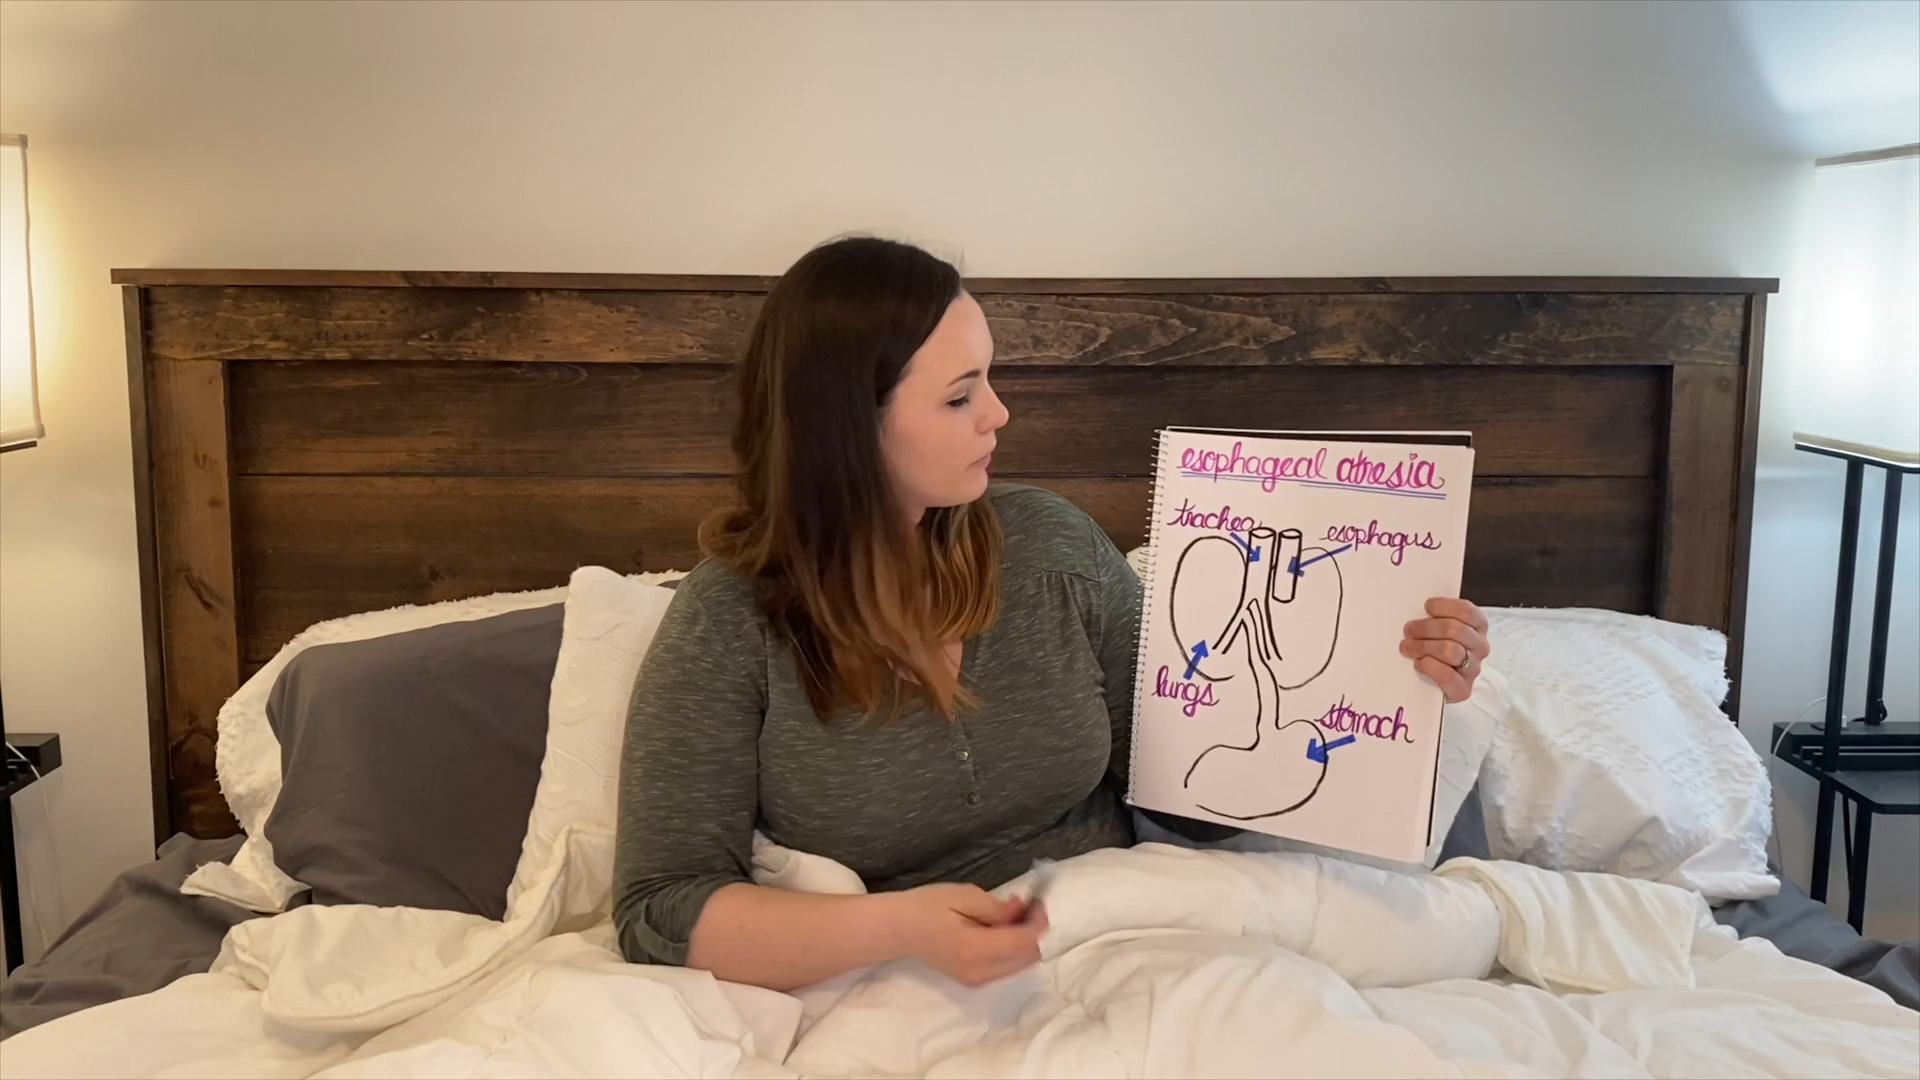 esophageal atresia
trachea
esophagus
lungs
stomach